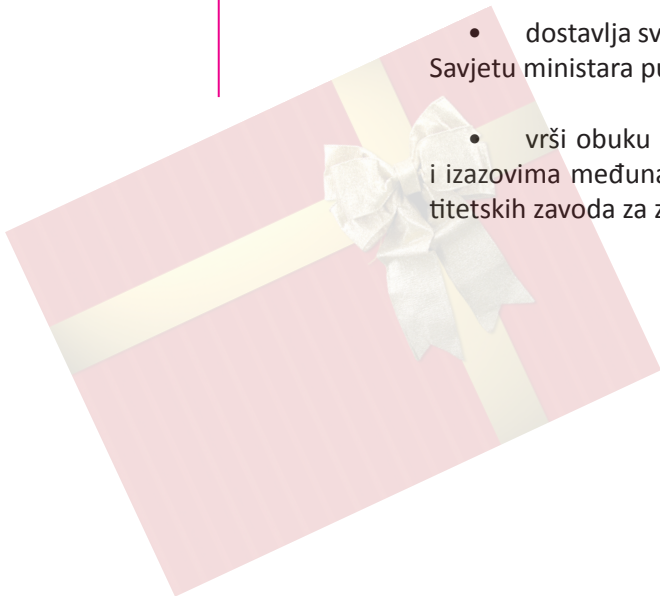 • dostavlja sv
Savjetu ministara pu
• vrši obuku
i izazovima međuna
titetskih zavoda za z